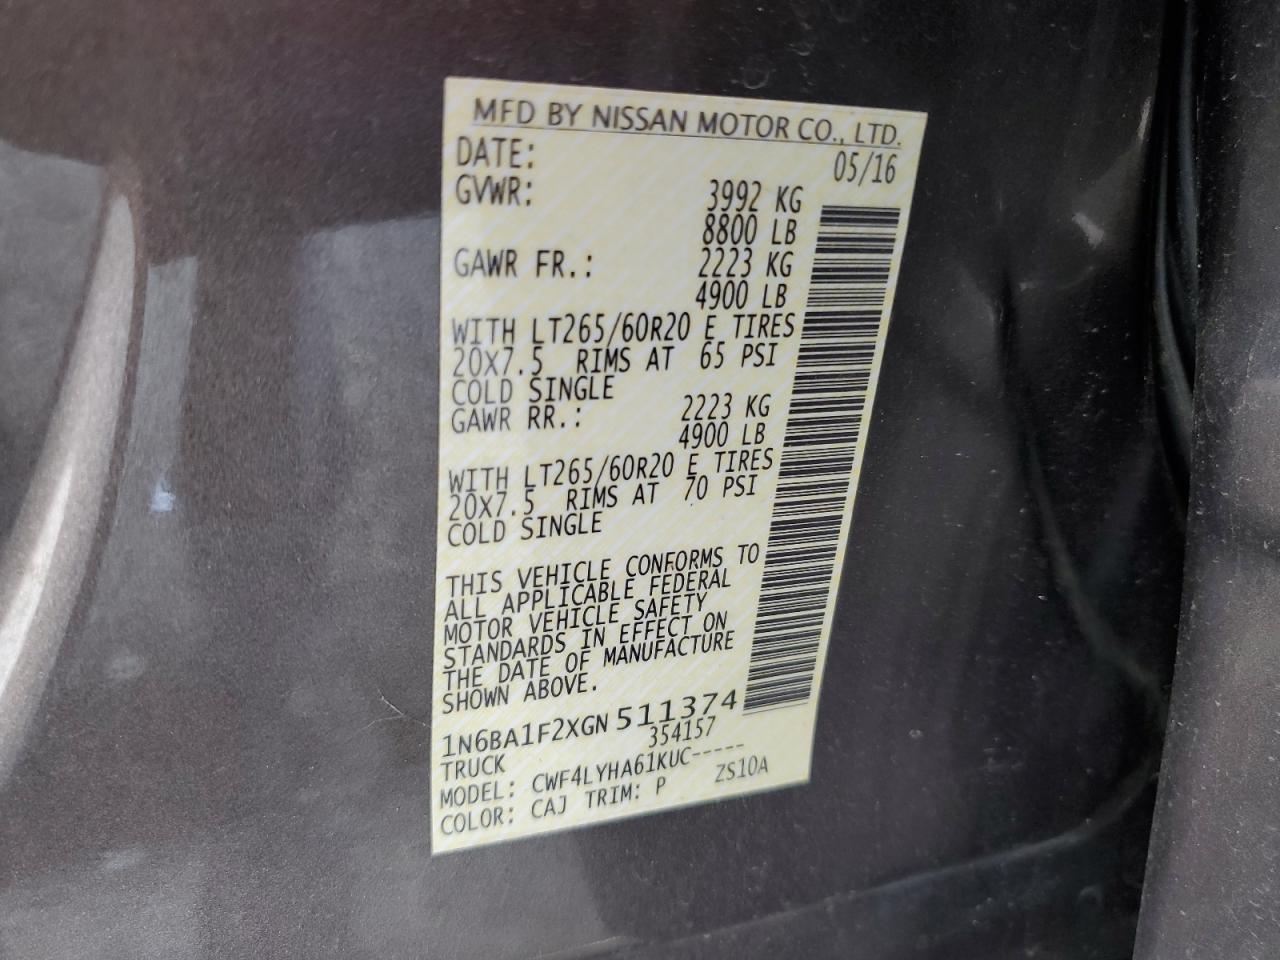 MFD BY NISSAN MOTOR CO., LTD.
DATE: 05/16
GVWR: 3992 KG
8800 LB
GAWR FR.: 2223 KG
4900 LB
WITH LT265/60R20 E TIRES
20X7.5 RIMS AT 65 PSI
COLD SINGLE
GAWR RR.: 2223 KG
4900 LB
WITH LT265/60R20 E TIRES
20X7.5 RIMS AT 70 PSI
COLD SINGLE
THIS VEHICLE CONFORMS TO
ALL APPLICABLE FEDERAL
MOTOR VEHICLE SAFETY
STANDARDS IN EFFECT ON
THE DATE OF MANUFACTURE
SHOWN ABOVE.
1N6BA1F2XGN511374
TRUCK 354157
MODEL: CWF4LYHA61KUC-----
COLOR: CAJ TRIM: P ZS10A